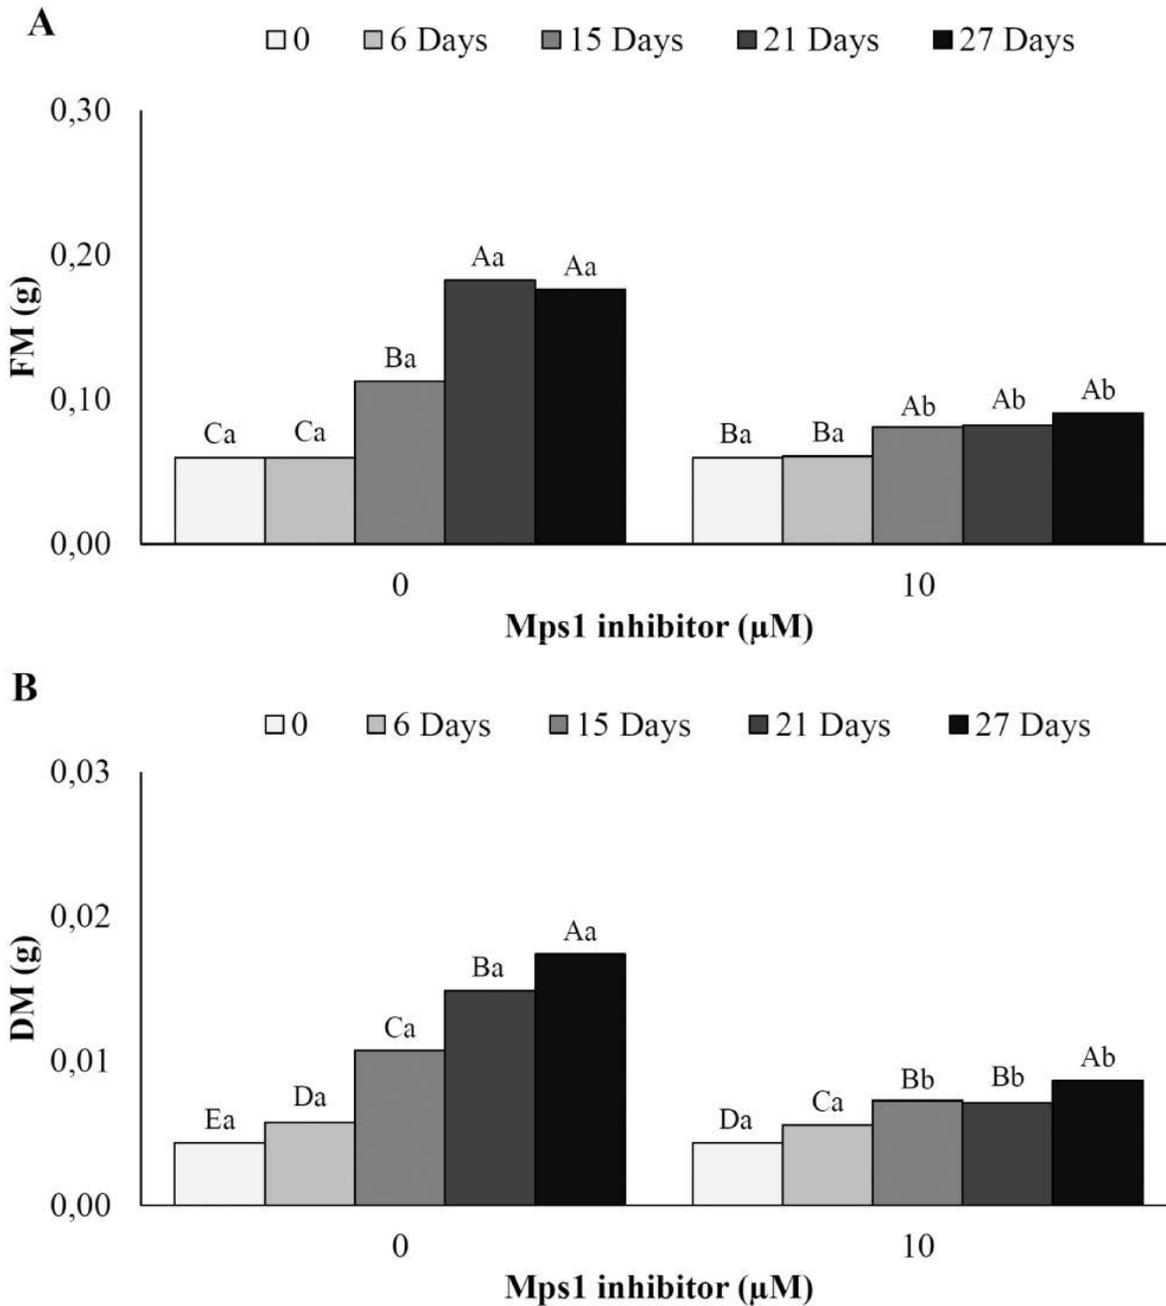 A
0 6 Days 15 Days 21 Days 27 Days
0,30
0,20
0,10
0,00
FM (g)
Ca Ca Ba Aa Aa Ba Ba Ab Ab Ab
0 10
Mps1 inhibitor (μM)
B
0 6 Days 15 Days 21 Days 27 Days
0,03
0,02
0,01
0,00
DM (g)
Ea Da Ca Ba Aa Da Ca Bb Bb Ab
0 10
Mps1 inhibitor (μM)